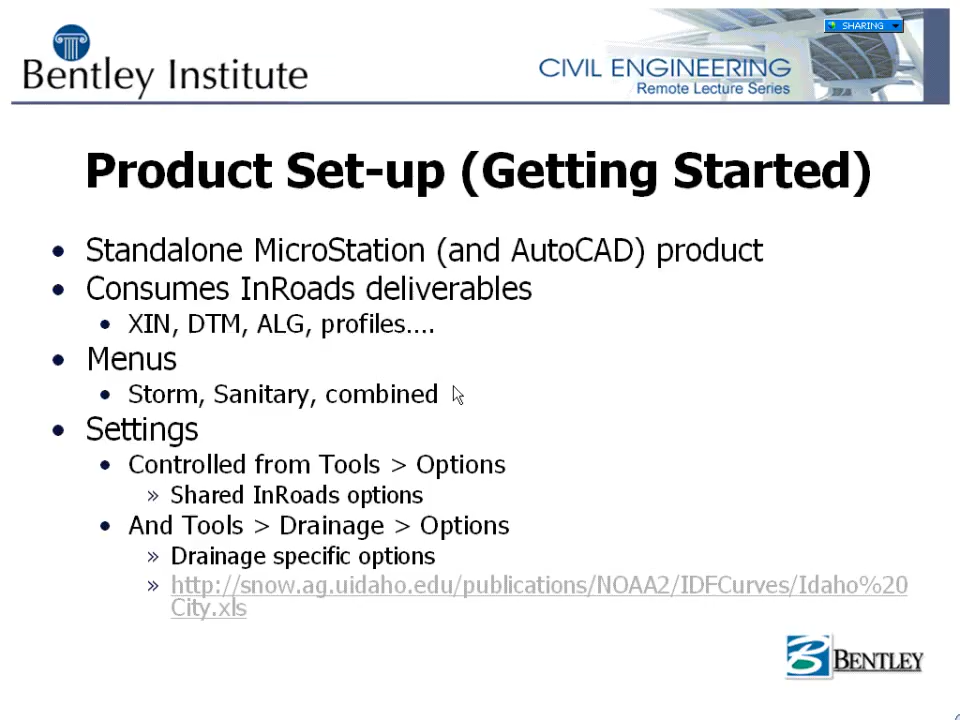 SHARING
Bentley Institute
CIVIL ENGINEERING
Remote Lecture Series
Product Set-up (Getting Started)
• Standalone MicroStation (and AutoCAD) product
• Consumes InRoads deliverables
• XIN, DTM, ALG, profiles....
• Menus
• Storm, Sanitary, combined
• Settings
• Controlled from Tools > Options
» Shared InRoads options
• And Tools > Drainage > Options
» Drainage specific options
» http://snow.ag.uidaho.edu/publications/NOAA2/IDFCurves/Idaho%20
City.xls
BENTLEY